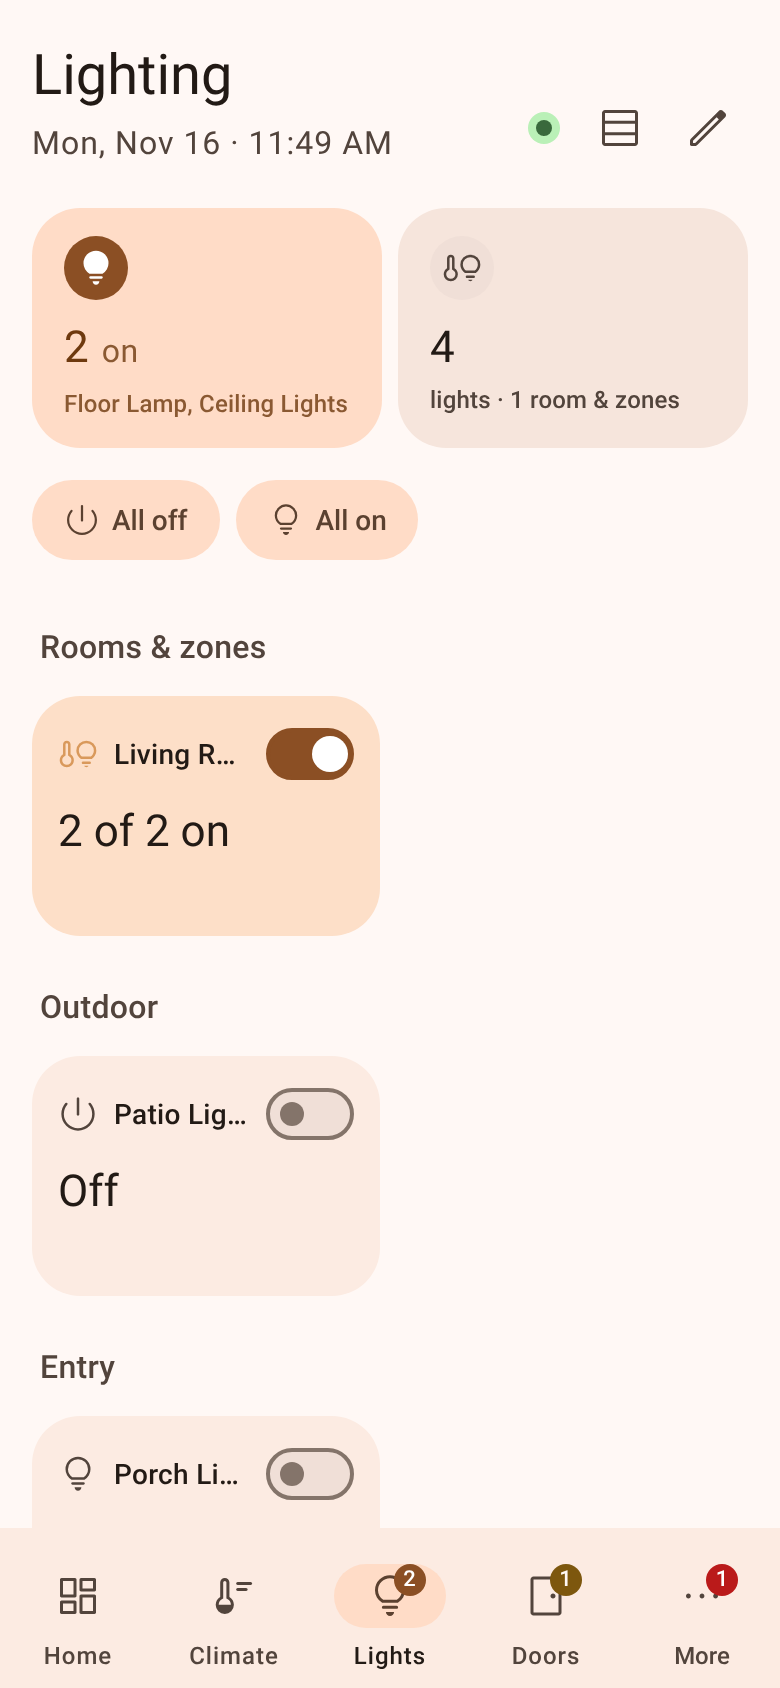 Lighting
Mon, Nov 16 · 11:49 AM
2 on
Floor Lamp, Ceiling Lights
4
lights · 1 room & zones
All off
All on
Rooms & zones
Living R...
2 of 2 on
Outdoor
Patio Lig...
Off
Entry
Porch Li...
2
1
1
Home
Climate
Lights
Doors
More